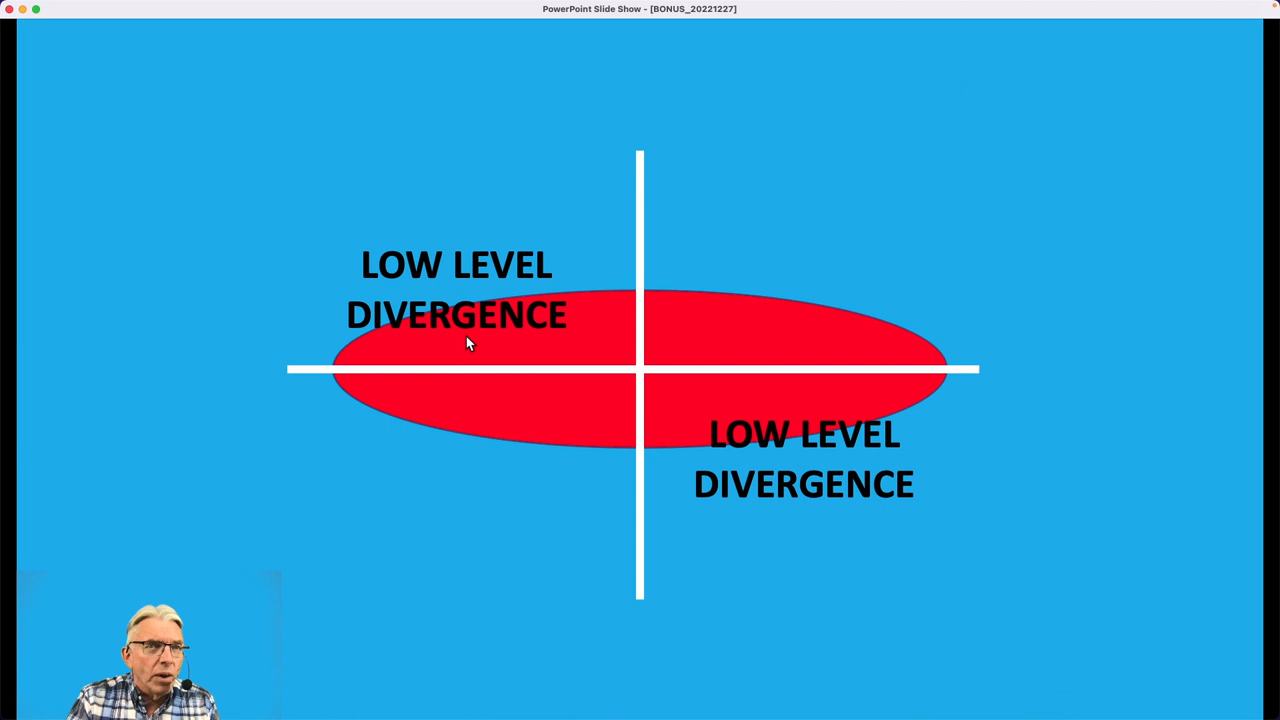 PowerPoint Slide Show - [BONUS_20221227]
LOW LEVEL
DIVERGENCE
LOW LEVEL
DIVERGENCE